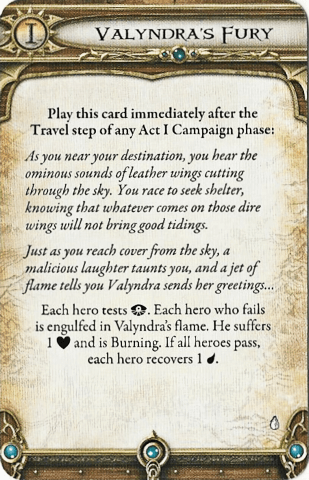 I
Valyndra's Fury
Play this card immediately after the
Travel step of any Act I Campaign phase:
As you near your destination, you hear the
ominous sounds of leather wings cutting
through the sky. You race to seek shelter,
knowing that whatever comes on those dire
wings will not bring good tidings.
Just as you reach cover from the sky, a
malicious laughter taunts you, and a jet of
flame tells you Valyndra sends her greetings...
Each hero tests . Each hero who fails
is engulfed in Valyndra's flame. He suffers
1 ♥ and is Burning. If all heroes pass,
each hero recovers 1 .